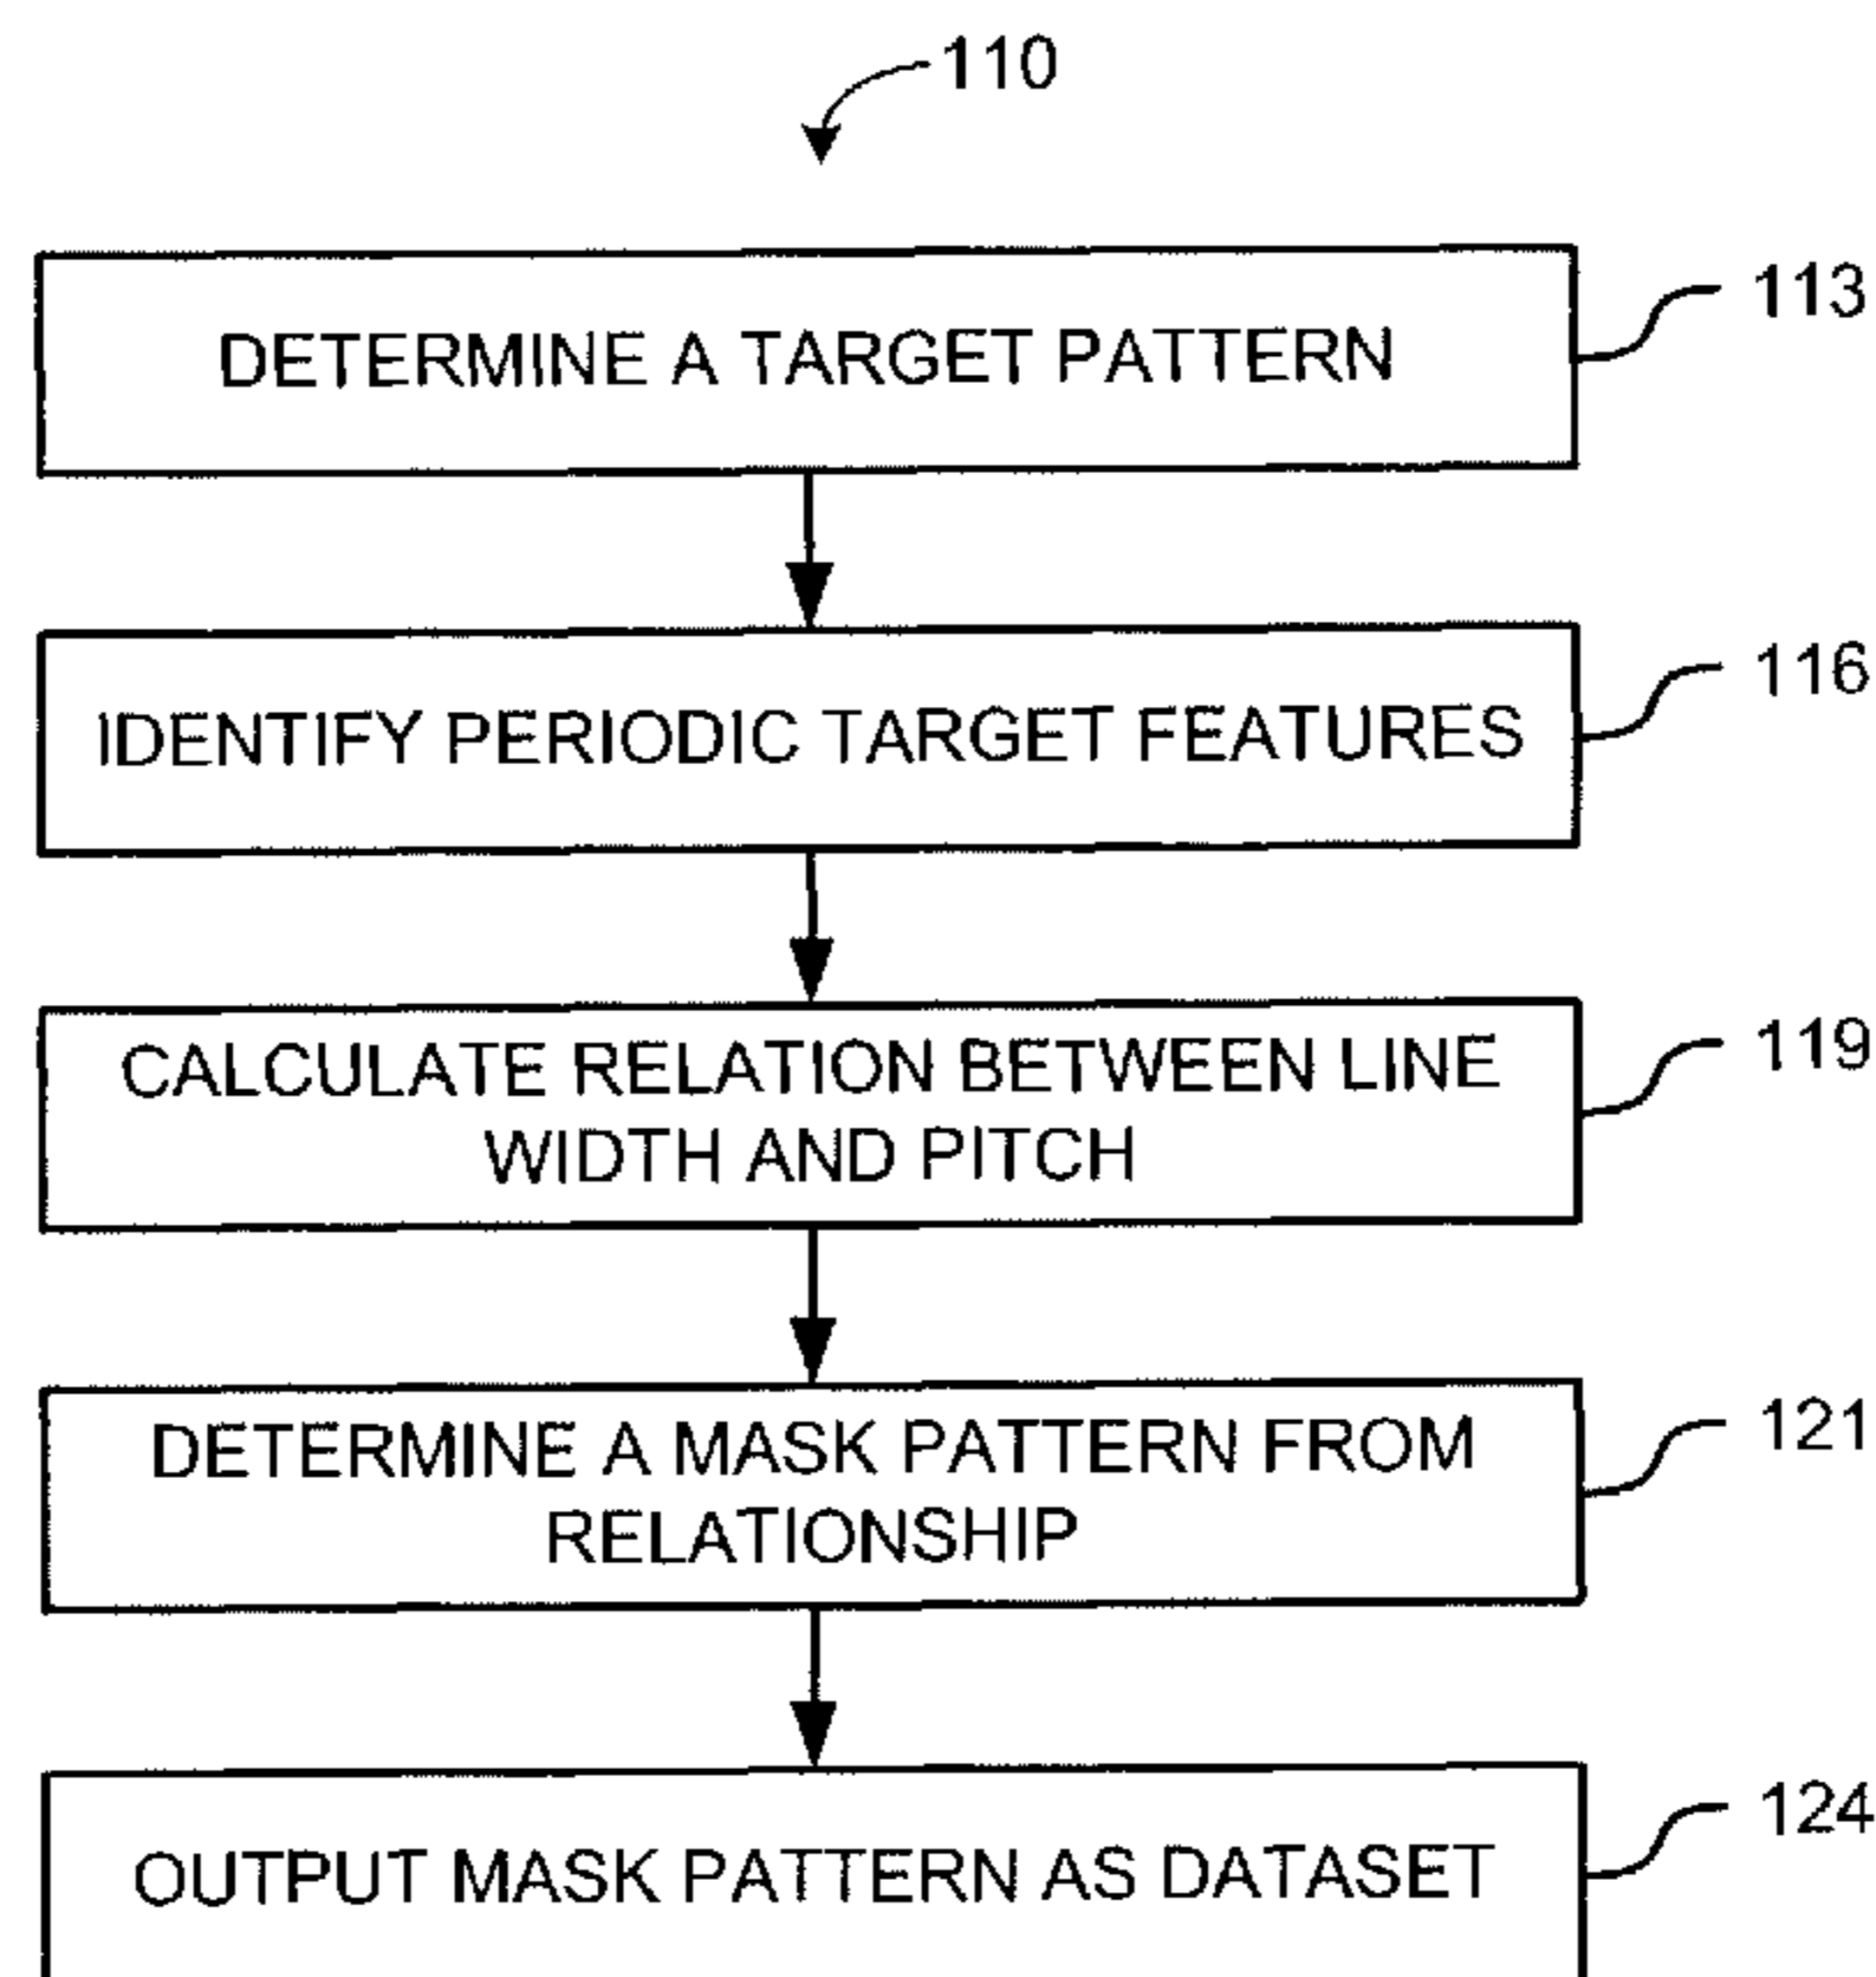 110
DETERMINE A TARGET PATTERN
113
IDENTIFY PERIODIC TARGET FEATURES
116
CALCULATE RELATION BETWEEN LINE
WIDTH AND PITCH
119
DETERMINE A MASK PATTERN FROM
RELATIONSHIP
121
OUTPUT MASK PATTERN AS DATASET
124